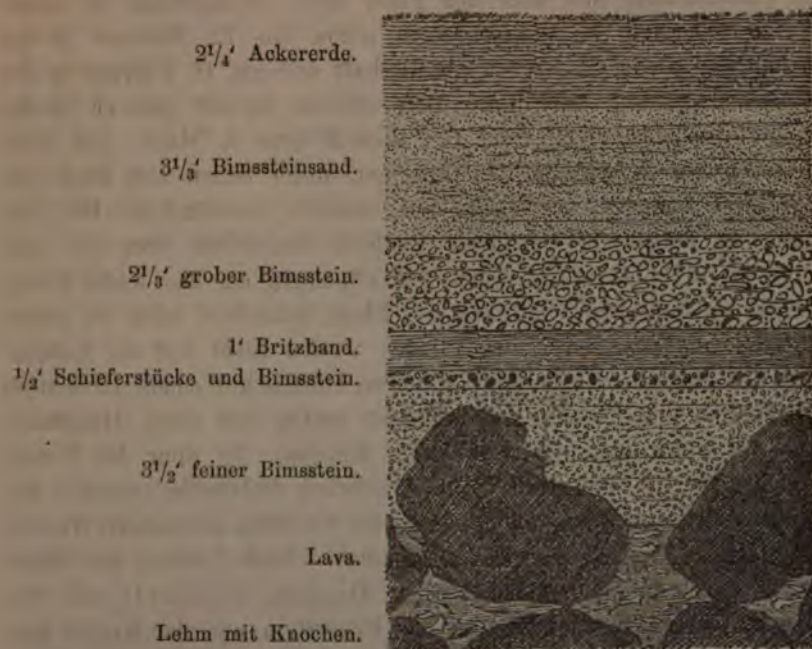 2¹/₄′ Ackererde.
3¹/₃′ Bimssteinsand.
2¹/₃′ grober Bimsstein.
1′ Britzband.
¹/₂′ Schieferstücke und Bimsstein.
3¹/₂′ feiner Bimsstein.
Lava.
Lehm mit Knochen.